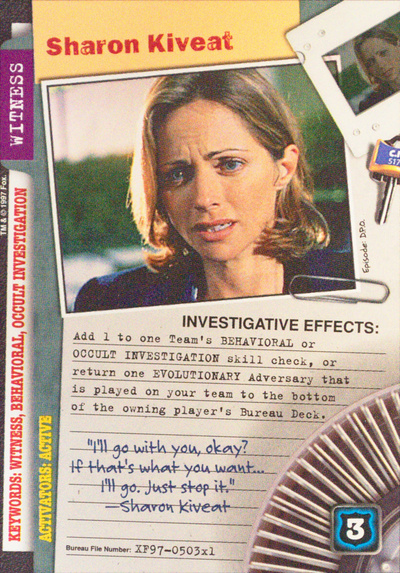 Sharon Kiveat
WITNESS
TM & © 1997 Fox.
KEYWORDS: WITNESS, BEHAVIORAL, OCCULT INVESTIGATION
ACTIVATORS: ACTIVE
517
Episode: D.P.O.
INVESTIGATIVE EFFECTS:
Add 1 to one Team's BEHAVIORAL or
OCCULT INVESTIGATION skill check, or
return one EVOLUTIONARY Adversary that
is played on your team to the bottom
of the owning player's Bureau Deck.
"I'll go with you, okay?
If that's what you want...
I'll go. Just stop it."
—Sharon Kiveat
3
Bureau File Number: XF97-0503x1